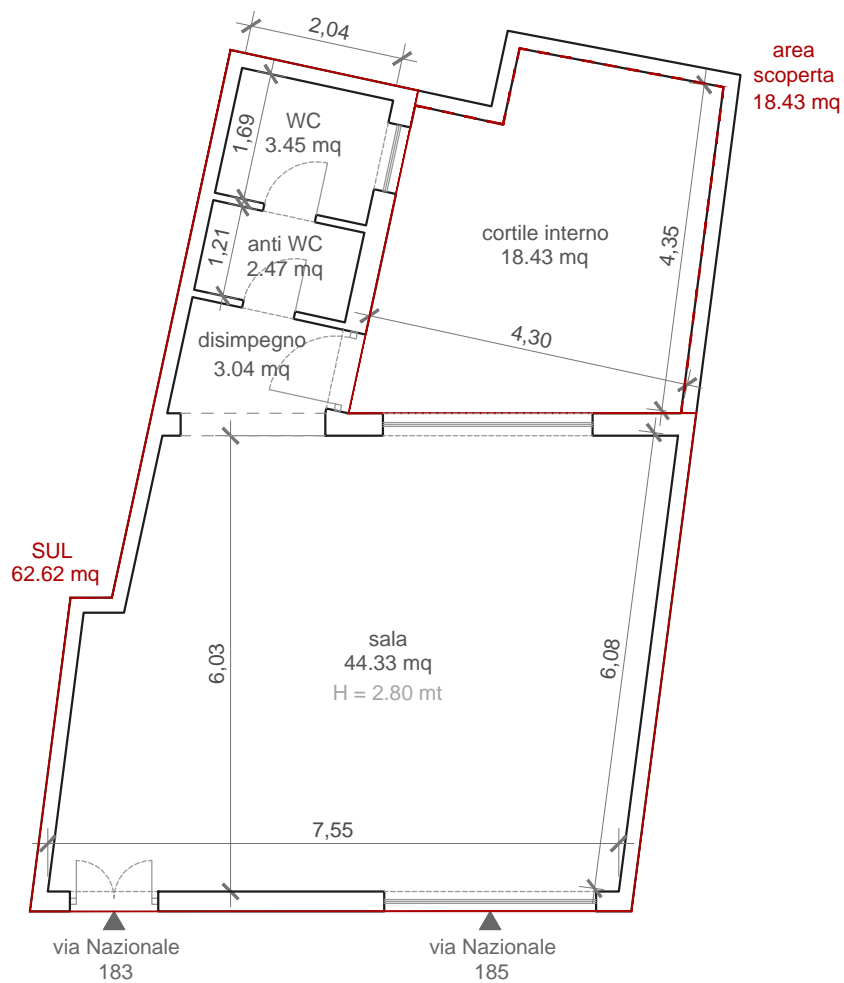 2,04
area
scoperta
18.43 mq
WC
3.45 mq
1,69
cortile interno
18.43 mq
4,35
anti WC
2.47 mq
1,21
disimpegno
3.04 mq
4,30
SUL
62.62 mq
sala
44.33 mq
H = 2.80 mt
6,03
6,08
7,55
via Nazionale
183
via Nazionale
185